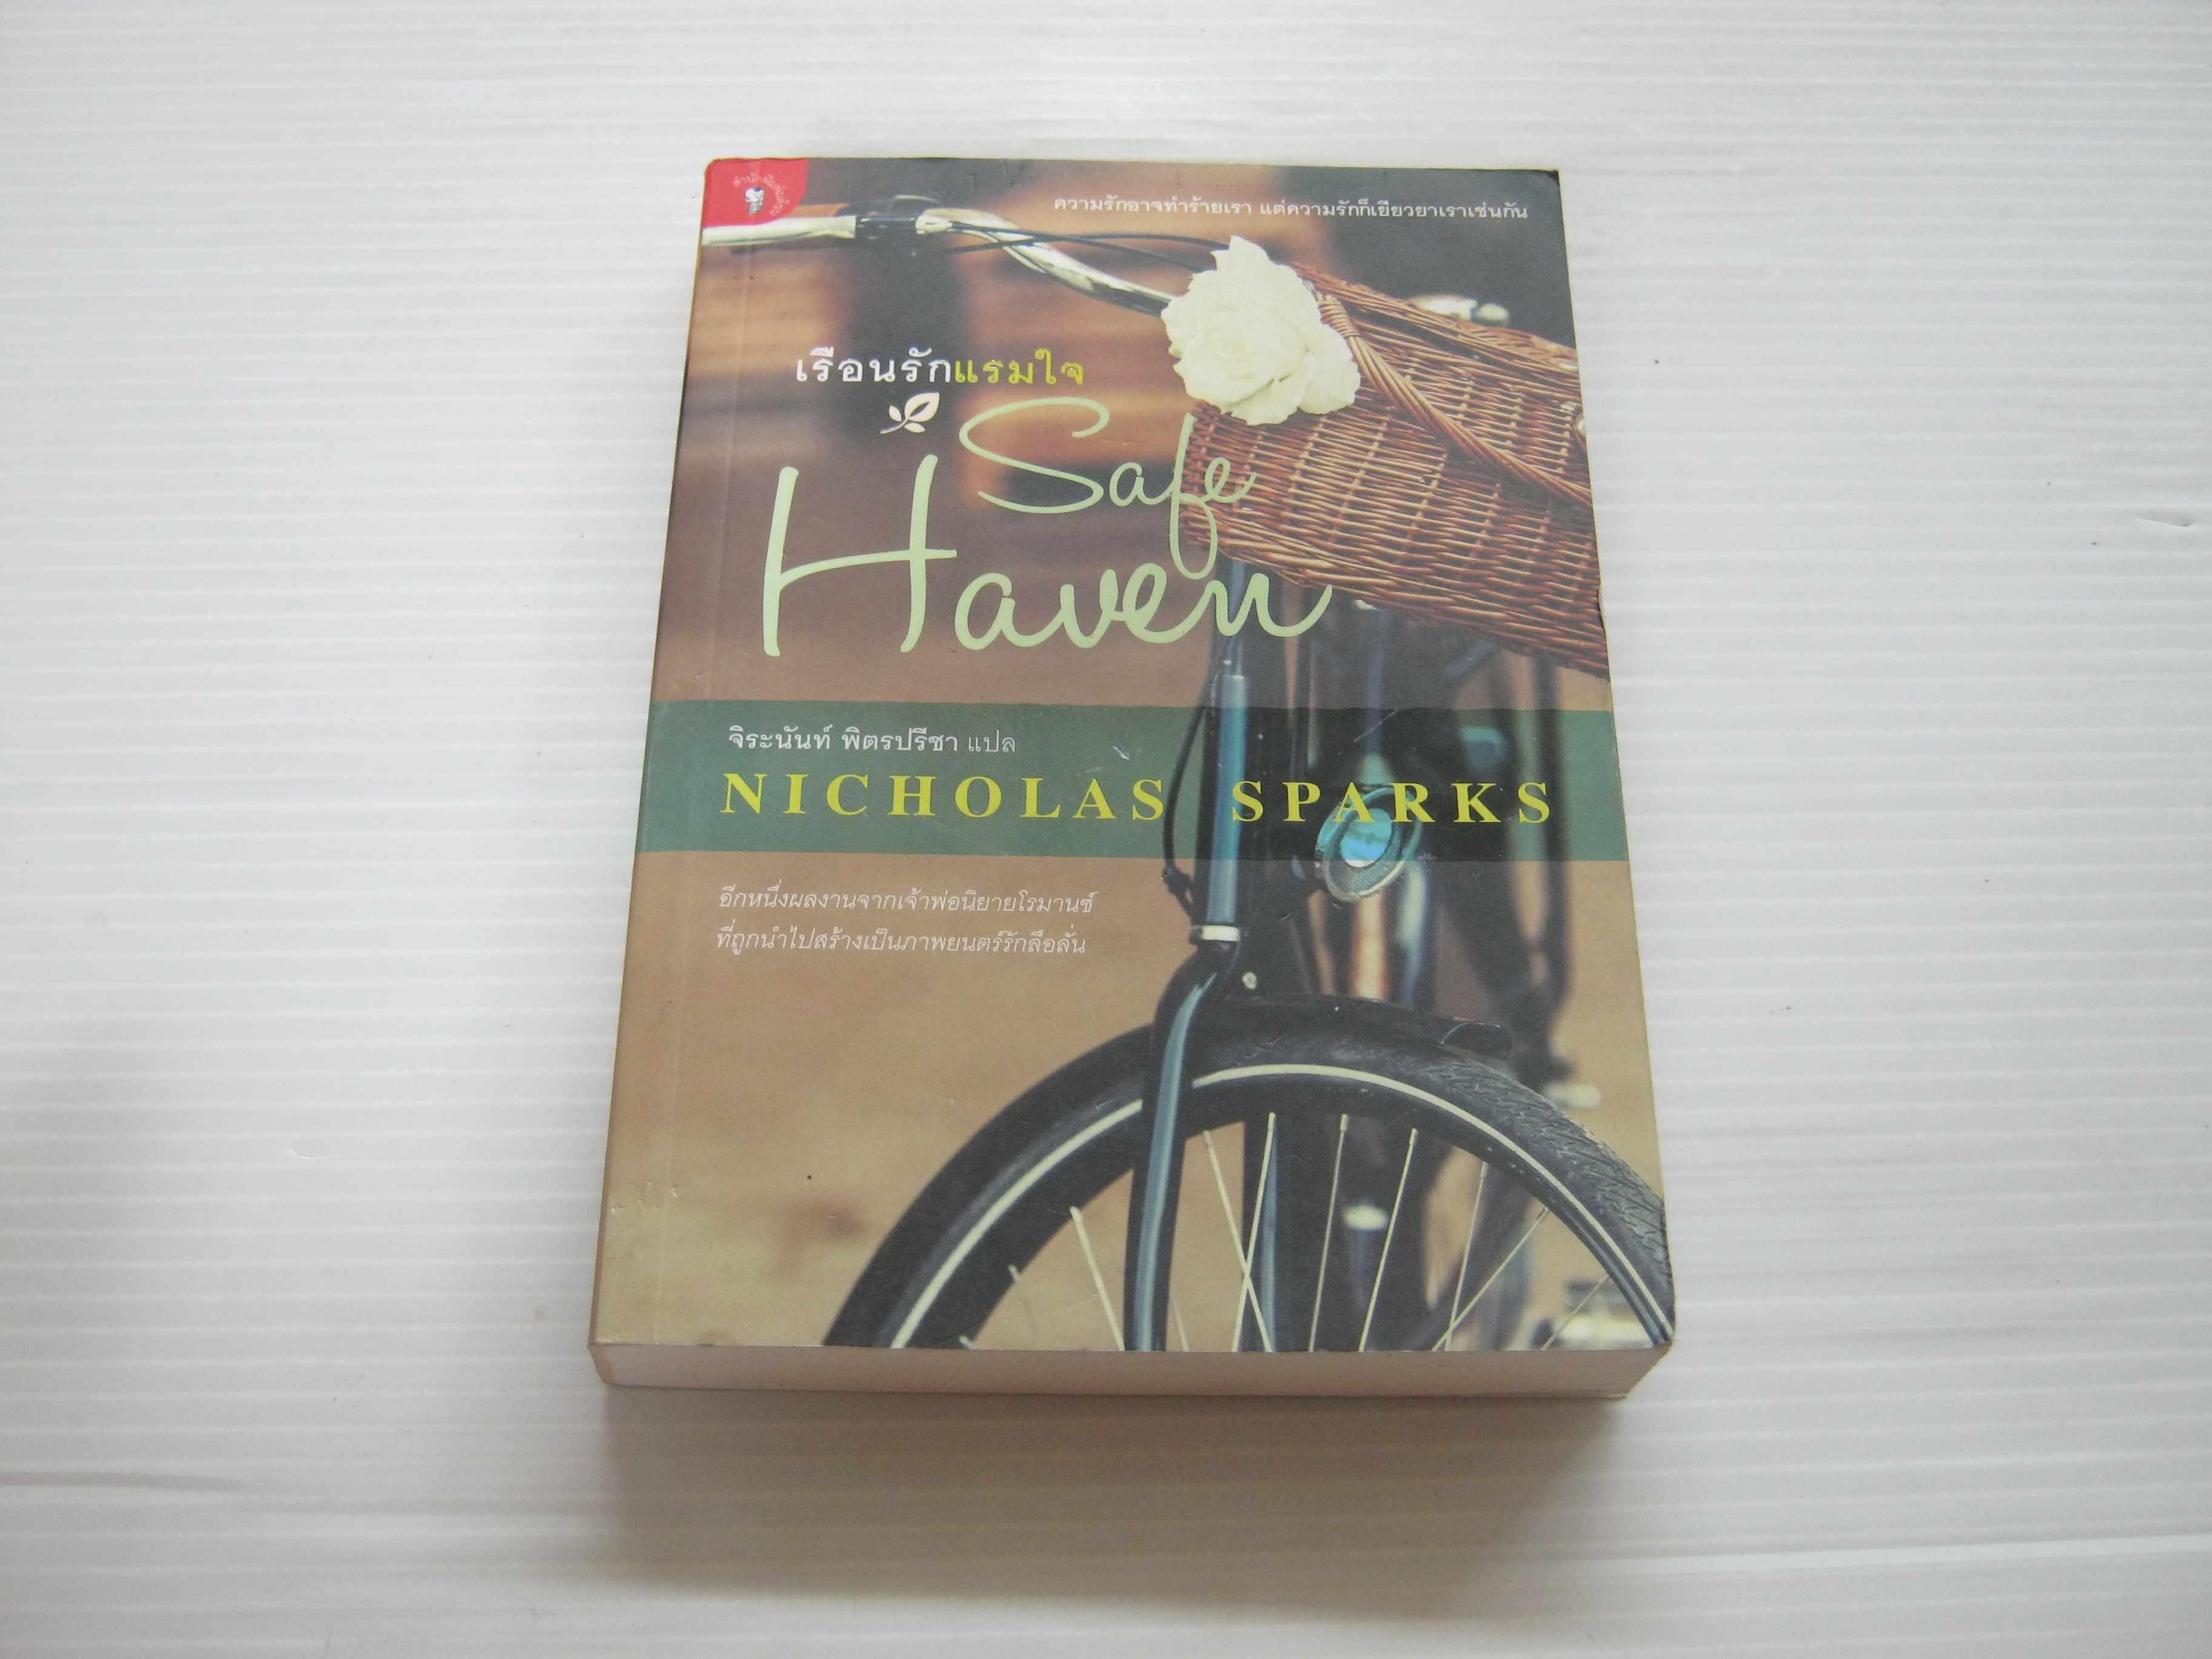 ความรักอาจทำร้ายเรา แต่ความรักก็เยียวยาเราเช่นกัน
เรือนรักแรมใจ
Safe
Haven
จิระนันท์ พิตรปรีชา แปล
NICHOLAS SPARKS
อีกหนึ่งผลงานจากเจ้าพ่อนิยายโรมานซ์
ที่ถูกนำไปสร้างเป็นภาพยนตร์รักลือลั่น